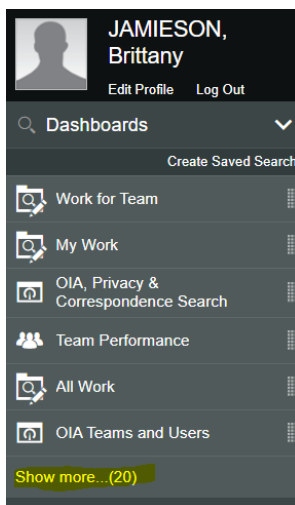 JAMIESON,
Brittany
Edit Profile Log Out
Dashboards
Create Saved Search
Work for Team
My Work
OIA, Privacy &
Correspondence Search
Team Performance
All Work
OIA Teams and Users
Show more...(20)